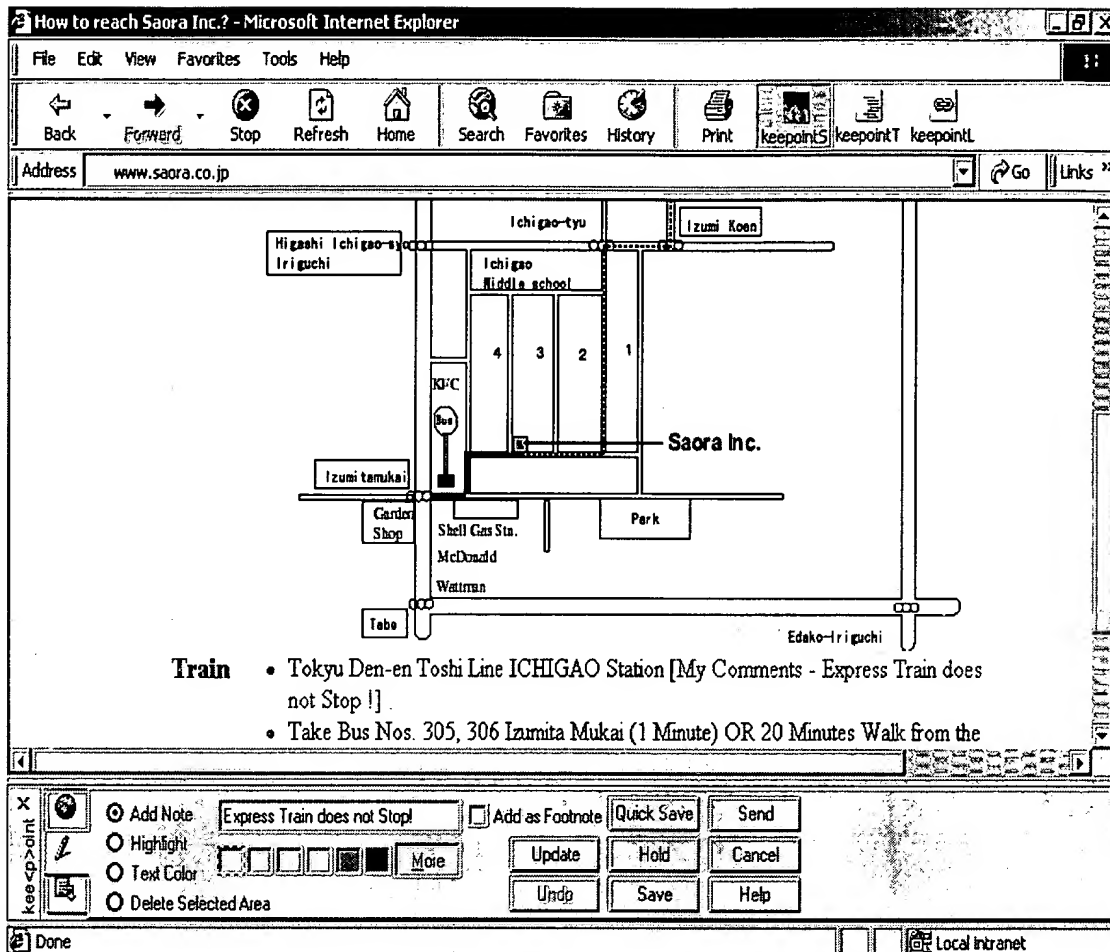 How to reach Saora Inc.? - Microsoft Internet Explorer
File Edit View Favorites Tools Help
Back Forward Stop Refresh Home Search Favorites History Print keepointS keepointT keepointL
Address www.saora.co.jp Go Links »
Ichigao-tyu
Izumi Koen
Higashi Ichigao-syo
Iriguchi
Ichigao
Middle school
4 3 2 1
KFC
Bus
Saora Inc.
Izumi tamukai
Garden
Shop
Shell Gas Stn.
Park
McDonald
Wattman
Tabo
Edako-Iriguchi
Train • Tokyu Den-en Toshi Line ICHIGAO Station [My Comments - Express Train does
not Stop !]
• Take Bus Nos. 305, 306 Izumita Mukai (1 Minute) OR 20 Minutes Walk from the
kee<p>oint
Add Note Express Train does not Stop! Add as Footnote Quick Save Send
Highlight
Text Color More Update Hold Cancel
Delete Selected Area Undo Save Help
Done Local intranet